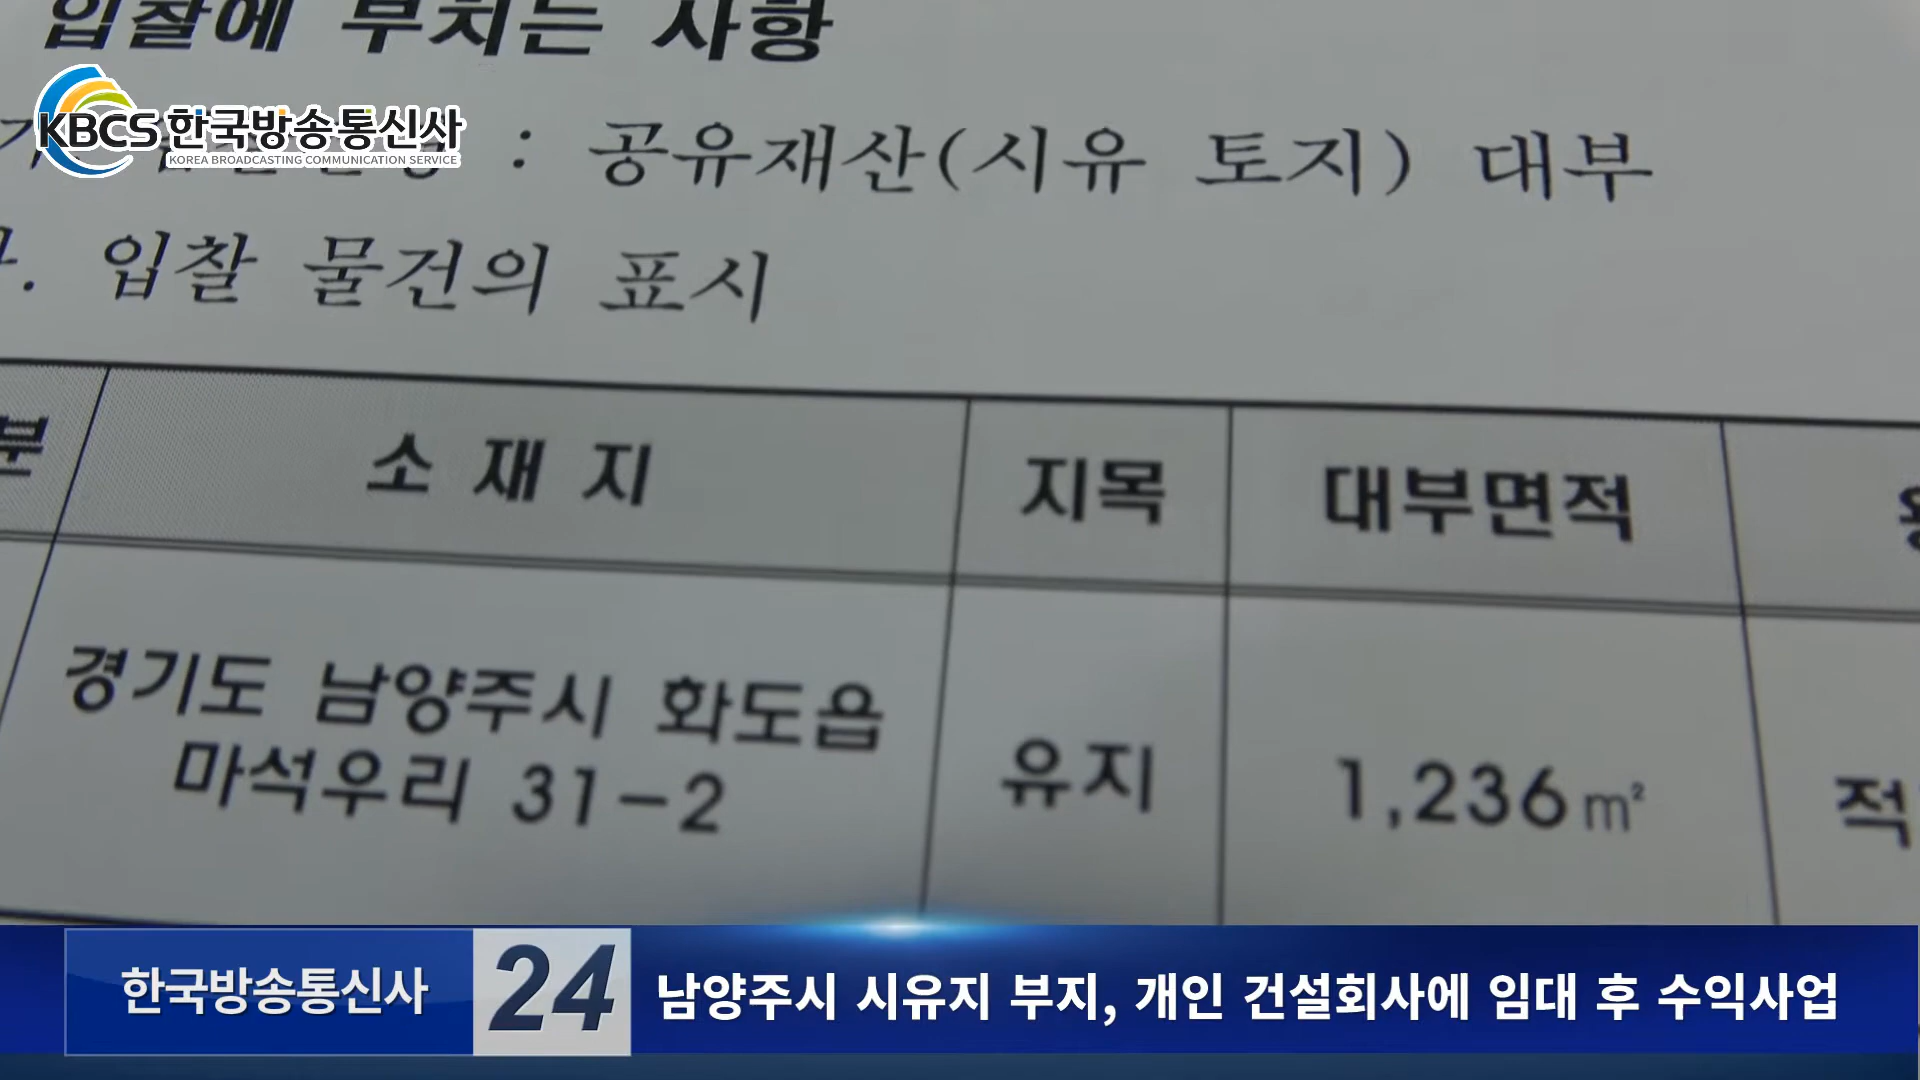 입찰에 부치는 사항
KBCS 한국방송통신사
KOREA BROADCASTING COMMUNICATION SERVICE
: 공유재산(시유 토지) 대부
. 입찰 물건의 표시
분 소 재 지 지목 대부면적
경기도 남양주시 화도읍
마석우리 31-2 유지 1,236㎡ 적
한국방송통신사 24 남양주시 시유지 부지, 개인 건설회사에 임대 후 수익사업